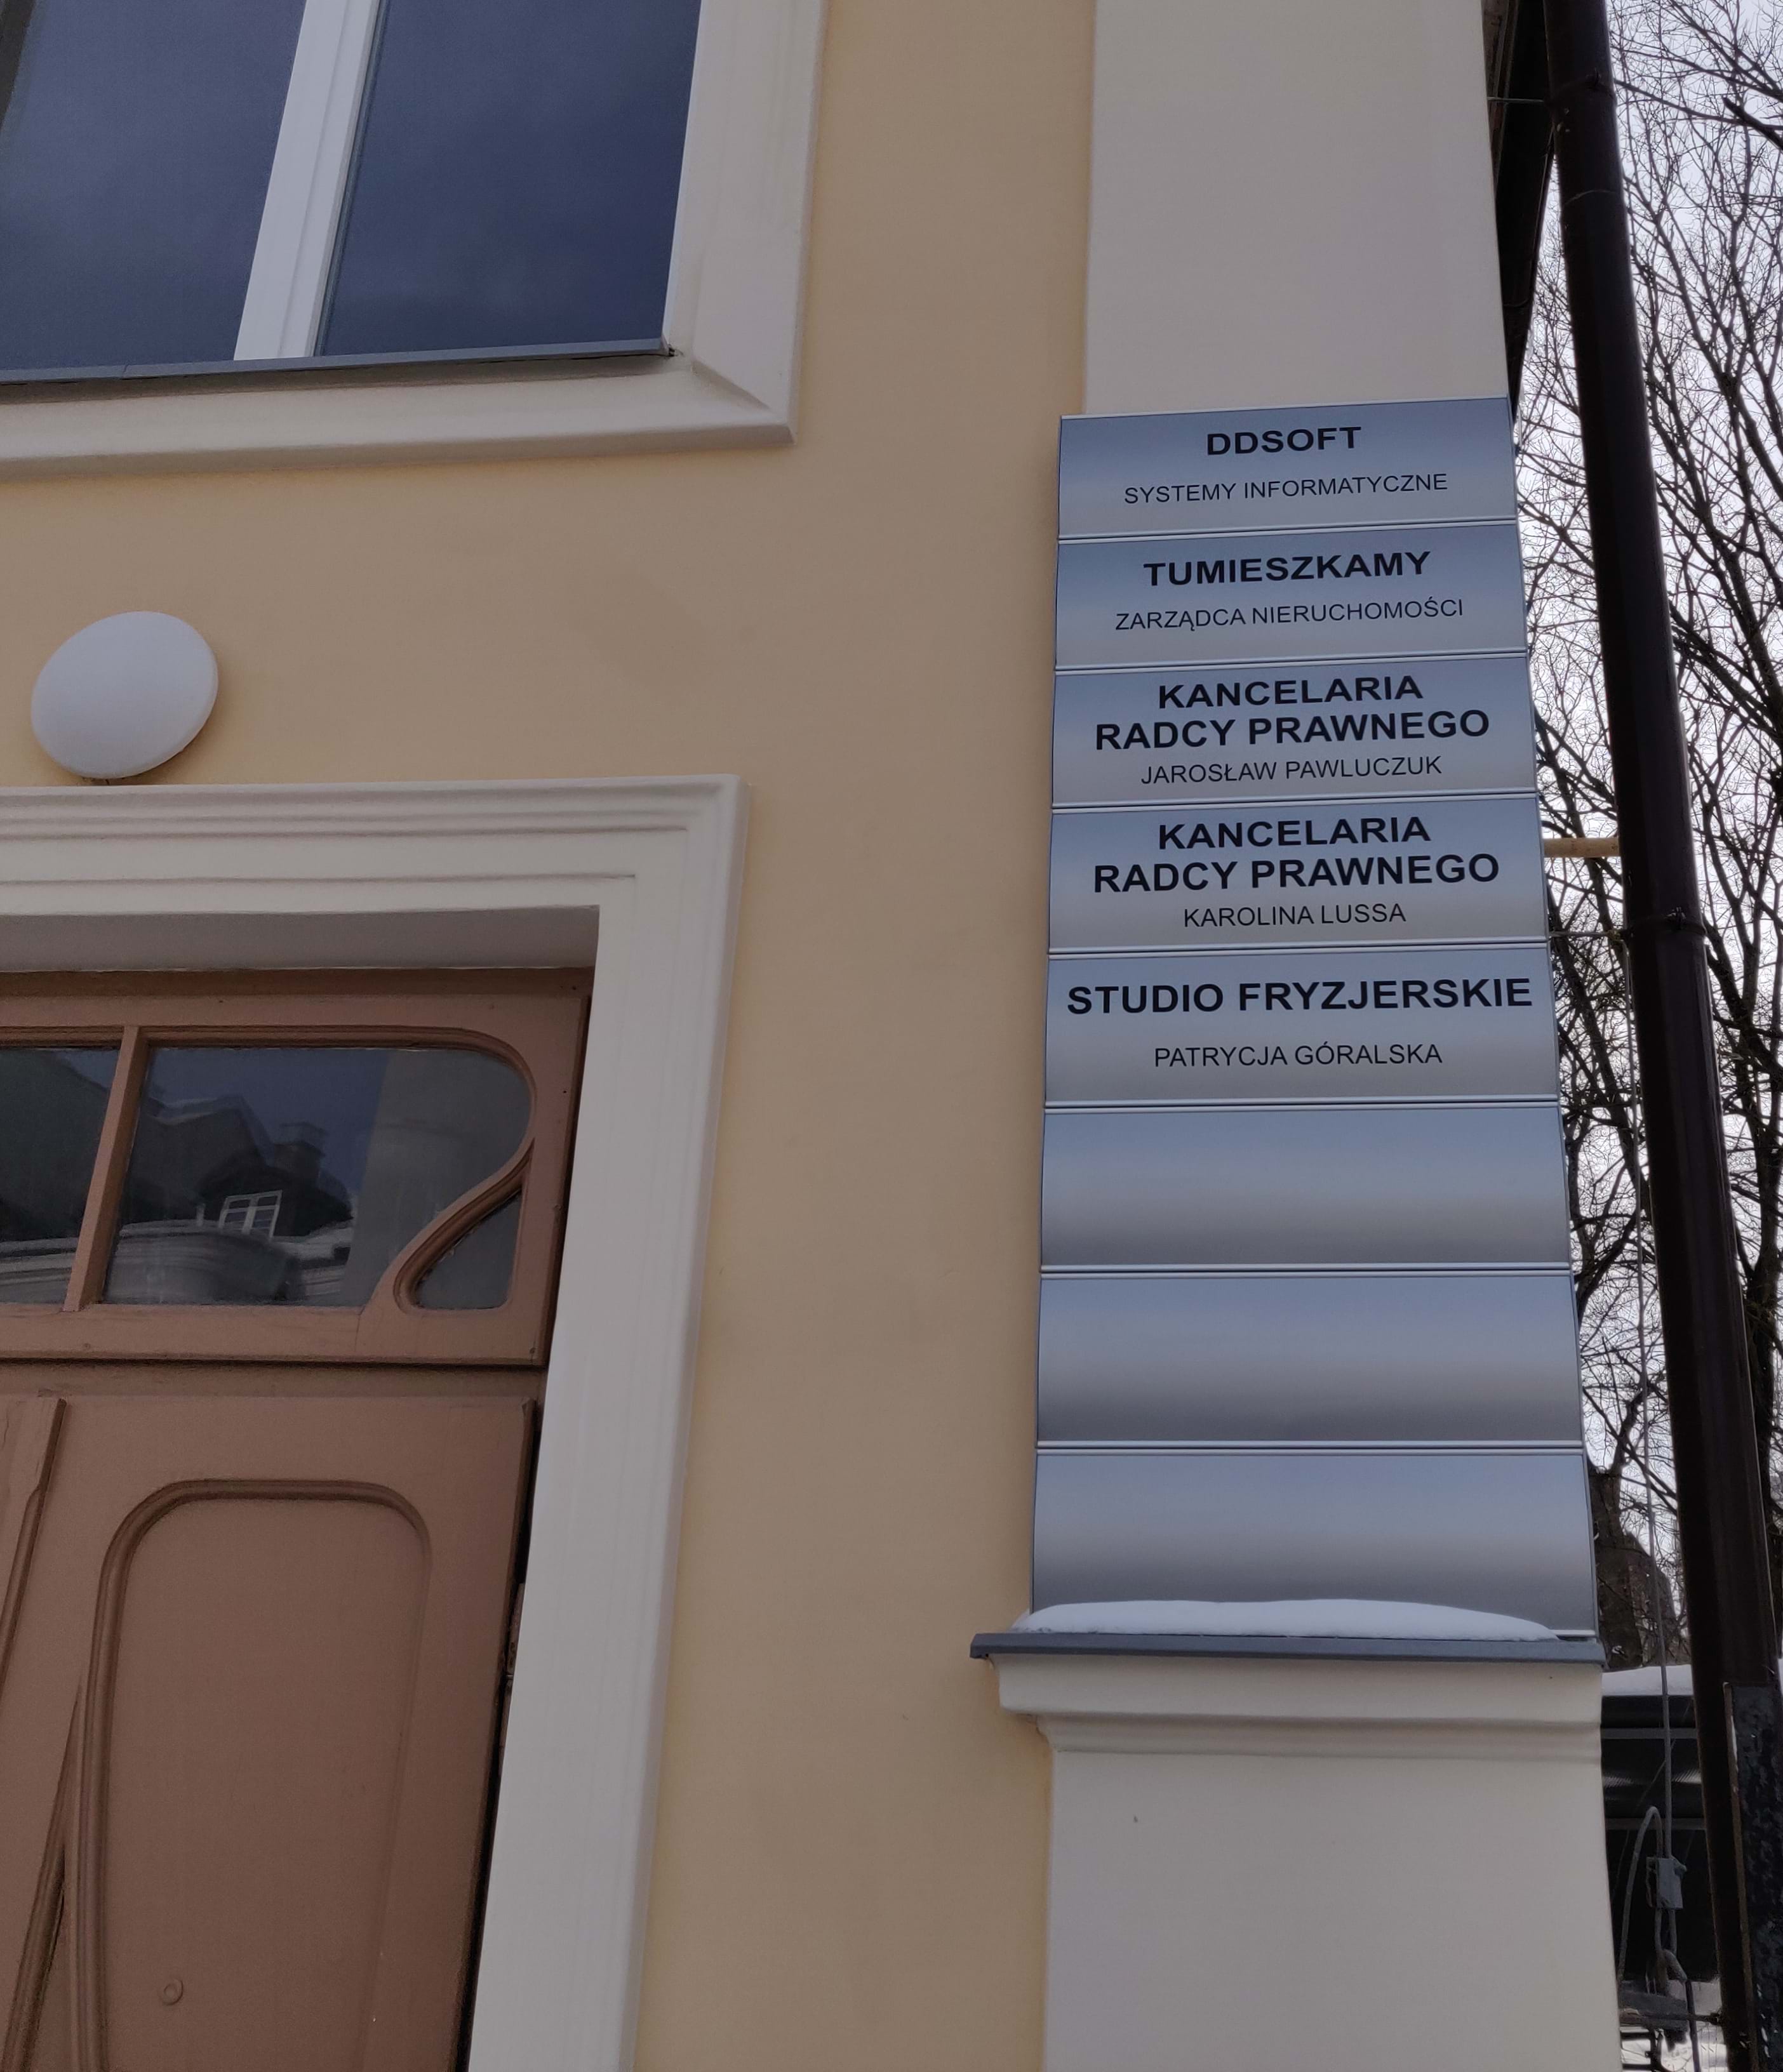 DDSOFT
SYSTEMY INFORMATYCZNE
TUMIESZKAMY
ZARZĄDCA NIERUCHOMOŚCI
KANCELARIA
RADCY PRAWNEGO
JAROSŁAW PAWLUCZUK
KANCELARIA
RADCY PRAWNEGO
KAROLINA LUSSA
STUDIO FRYZJERSKIE
PATRYCJA GÓRALSKA